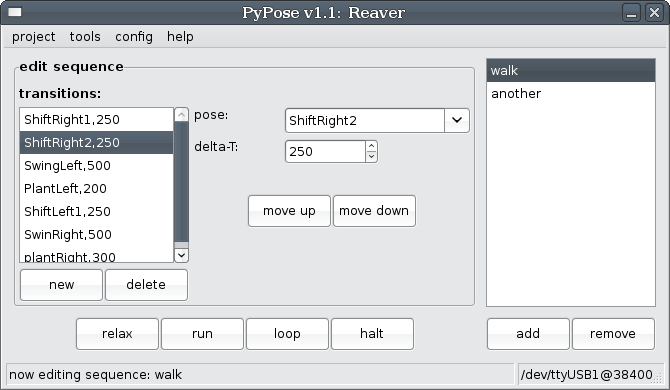 PyPose v1.1: Reaver
project tools config help
edit sequence
transitions:
ShiftRight1,250
ShiftRight2,250
SwingLeft,500
PlantLeft,200
ShiftLeft1,250
SwinRight,500
plantRight,300
new delete
pose: ShiftRight2
delta-T: 250
move up move down
walk
another
relax run loop halt
add remove
now editing sequence: walk
/dev/ttyUSB1@38400